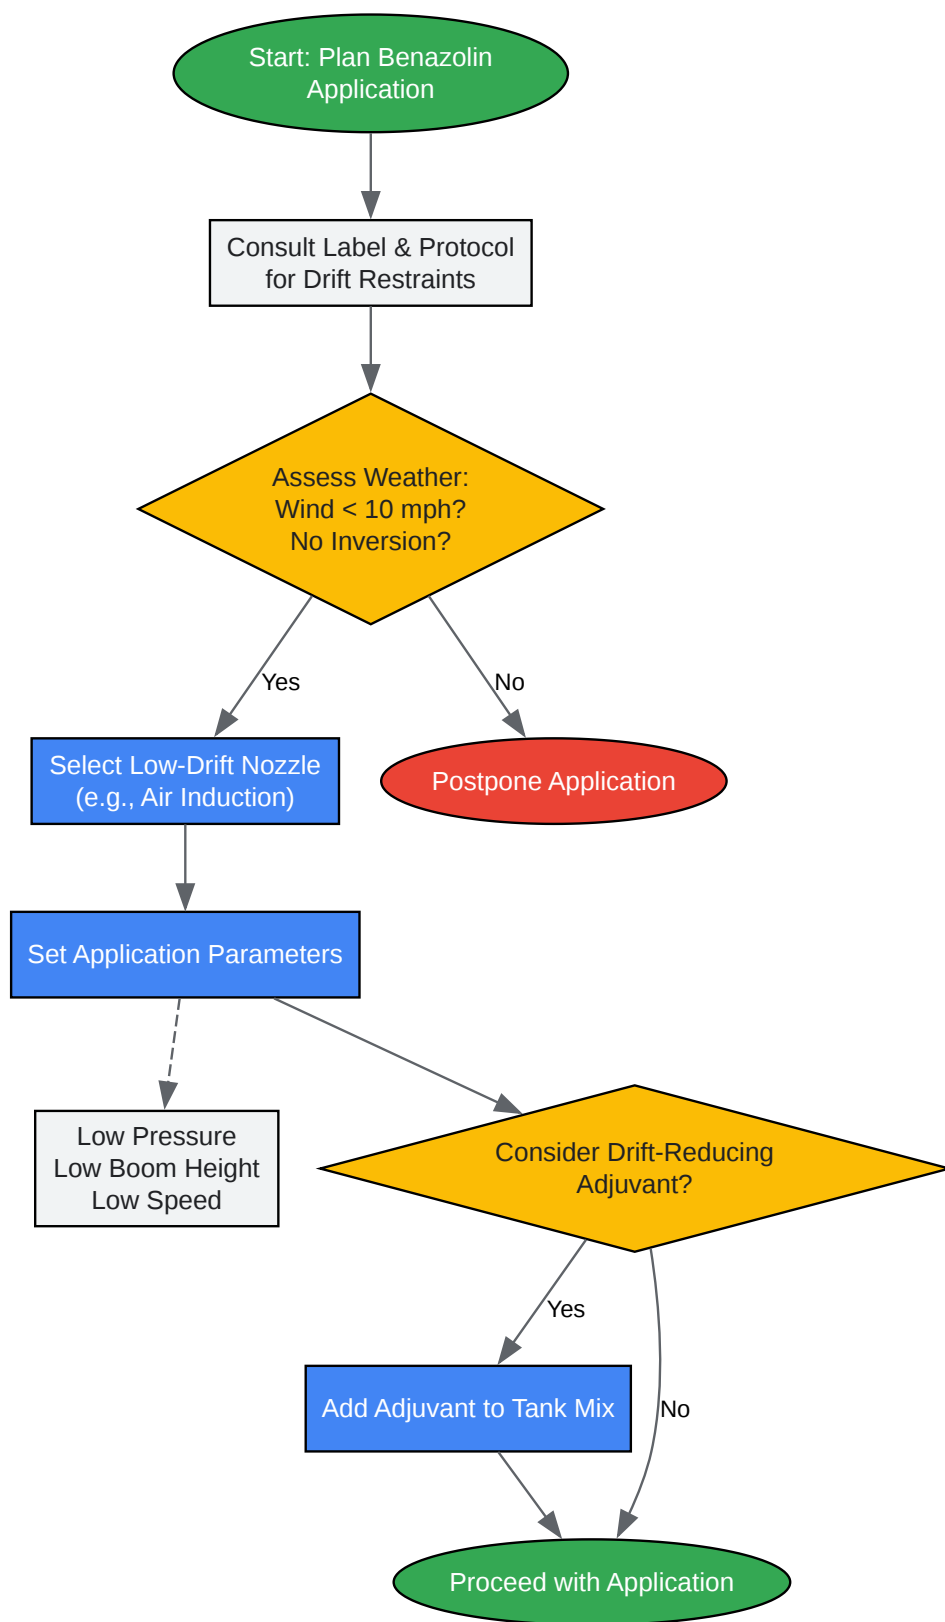 Start: Plan Benazolin
Application
Consult Label & Protocol
for Drift Restraints
Assess Weather:
Wind < 10 mph?
No Inversion?
Yes
No
Select Low-Drift Nozzle
(e.g., Air Induction)
Postpone Application
Set Application Parameters
Low Pressure
Low Boom Height
Low Speed
Consider Drift-Reducing
Adjuvant?
Yes
Add Adjuvant to Tank Mix
No
Proceed with Application